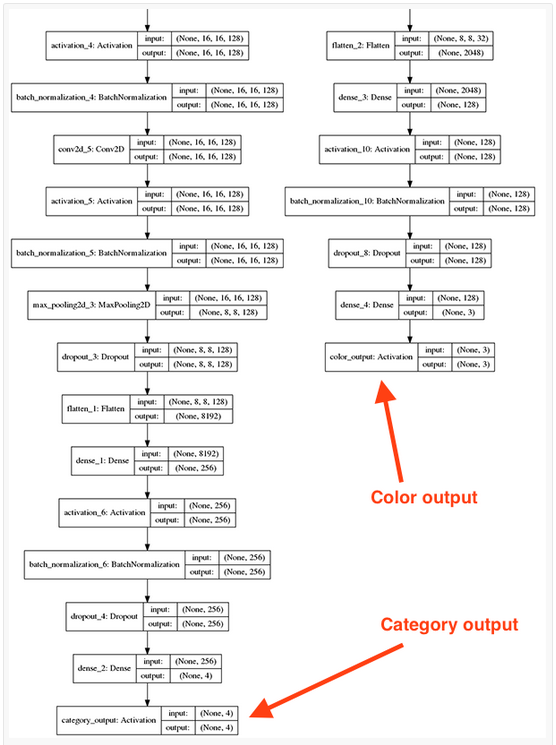 activation_4: Activation
input: (None, 16, 16, 128)
output: (None, 16, 16, 128)
batch_normalization_4: BatchNormalization
input: (None, 16, 16, 128)
output: (None, 16, 16, 128)
conv2d_5: Conv2D
input: (None, 16, 16, 128)
output: (None, 16, 16, 128)
activation_5: Activation
input: (None, 16, 16, 128)
output: (None, 16, 16, 128)
batch_normalization_5: BatchNormalization
input: (None, 16, 16, 128)
output: (None, 16, 16, 128)
max_pooling2d_3: MaxPooling2D
input: (None, 16, 16, 128)
output: (None, 8, 8, 128)
dropout_3: Dropout
input: (None, 8, 8, 128)
output: (None, 8, 8, 128)
flatten_1: Flatten
input: (None, 8, 8, 128)
output: (None, 8192)
dense_1: Dense
input: (None, 8192)
output: (None, 256)
activation_6: Activation
input: (None, 256)
output: (None, 256)
batch_normalization_6: BatchNormalization
input: (None, 256)
output: (None, 256)
dropout_4: Dropout
input: (None, 256)
output: (None, 256)
dense_2: Dense
input: (None, 256)
output: (None, 4)
category_output: Activation
input: (None, 4)
output: (None, 4)
flatten_2: Flatten
input: (None, 8, 8, 32)
output: (None, 2048)
dense_3: Dense
input: (None, 2048)
output: (None, 128)
activation_10: Activation
input: (None, 128)
output: (None, 128)
batch_normalization_10: BatchNormalization
input: (None, 128)
output: (None, 128)
dropout_8: Dropout
input: (None, 128)
output: (None, 128)
dense_4: Dense
input: (None, 128)
output: (None, 3)
color_output: Activation
input: (None, 3)
output: (None, 3)
Color output
Category output